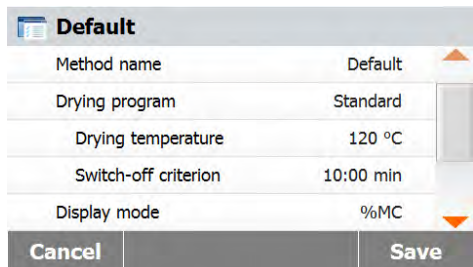 Default
Method name Default
Drying program Standard
Drying temperature 120 °C
Switch-off criterion 10:00 min
Display mode %MC
Cancel Save